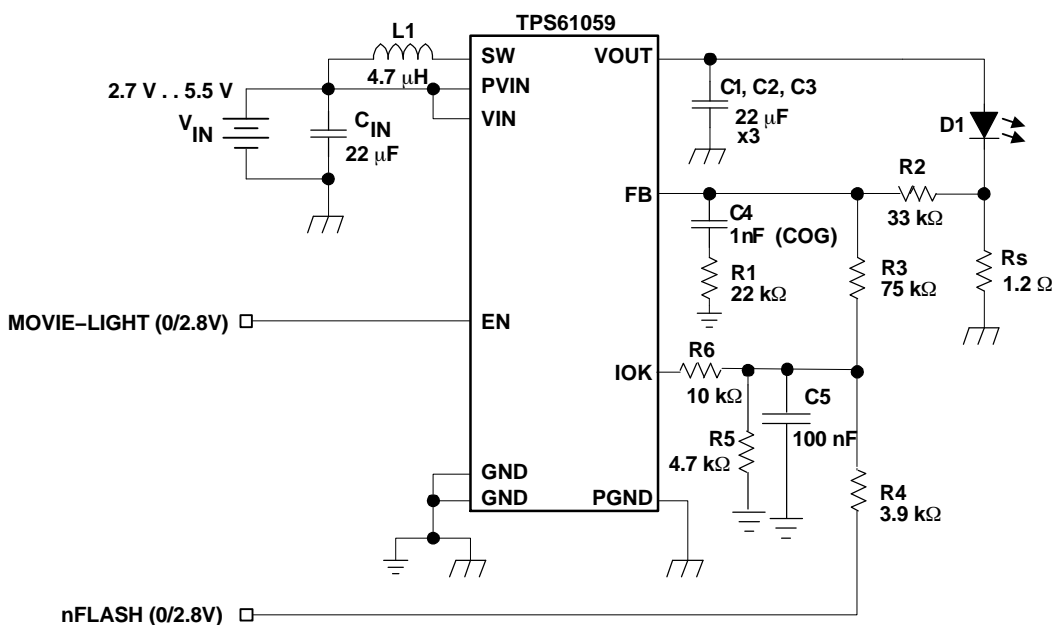 TPS61059
L1
4.7 μH
SW
VOUT
PVIN
VIN
2.7 V . . 5.5 V
VIN
CIN
22 μF
C1, C2, C3
22 μF
x3
D1
R2
33 kΩ
FB
C4
1nF (COG)
R1
22 kΩ
R3
75 kΩ
Rs
1.2 Ω
MOVIE–LIGHT (0/2.8V)
EN
IOK
R6
10 kΩ
C5
100 nF
R5
4.7 kΩ
R4
3.9 kΩ
GND
GND
PGND
nFLASH (0/2.8V)